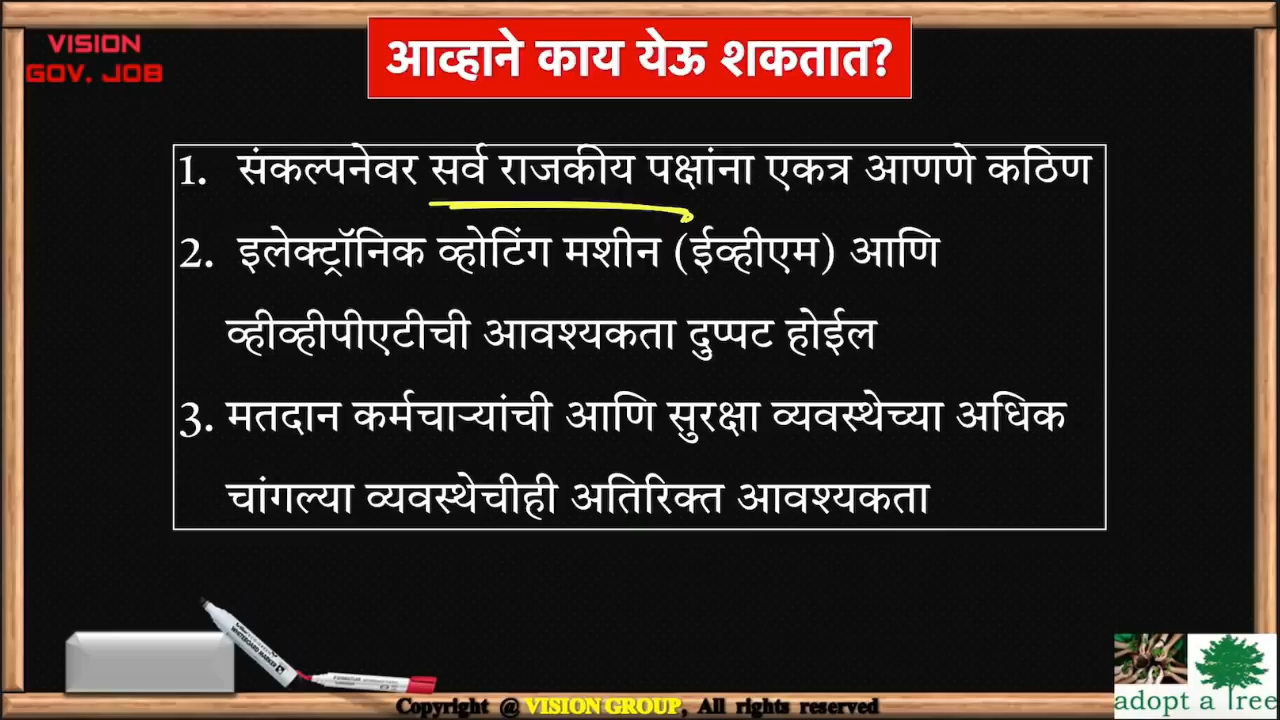 VISION
GOV. JOB
आव्हाने काय येऊ शकतात?
1. संकल्पनेवर सर्व राजकीय पक्षांना एकत्र आणणे कठिण
2. इलेक्ट्रॉनिक व्होटिंग मशीन (ईव्हीएम) आणि
व्हीव्हीपीएटीची आवश्यकता दुप्पट होईल
3. मतदान कर्मचाऱ्यांची आणि सुरक्षा व्यवस्थेच्या अधिक
चांगल्या व्यवस्थेचीही अतिरिक्त आवश्यकता
adopt a Tree
Copyright @ VISION GROUP, All rights reserved